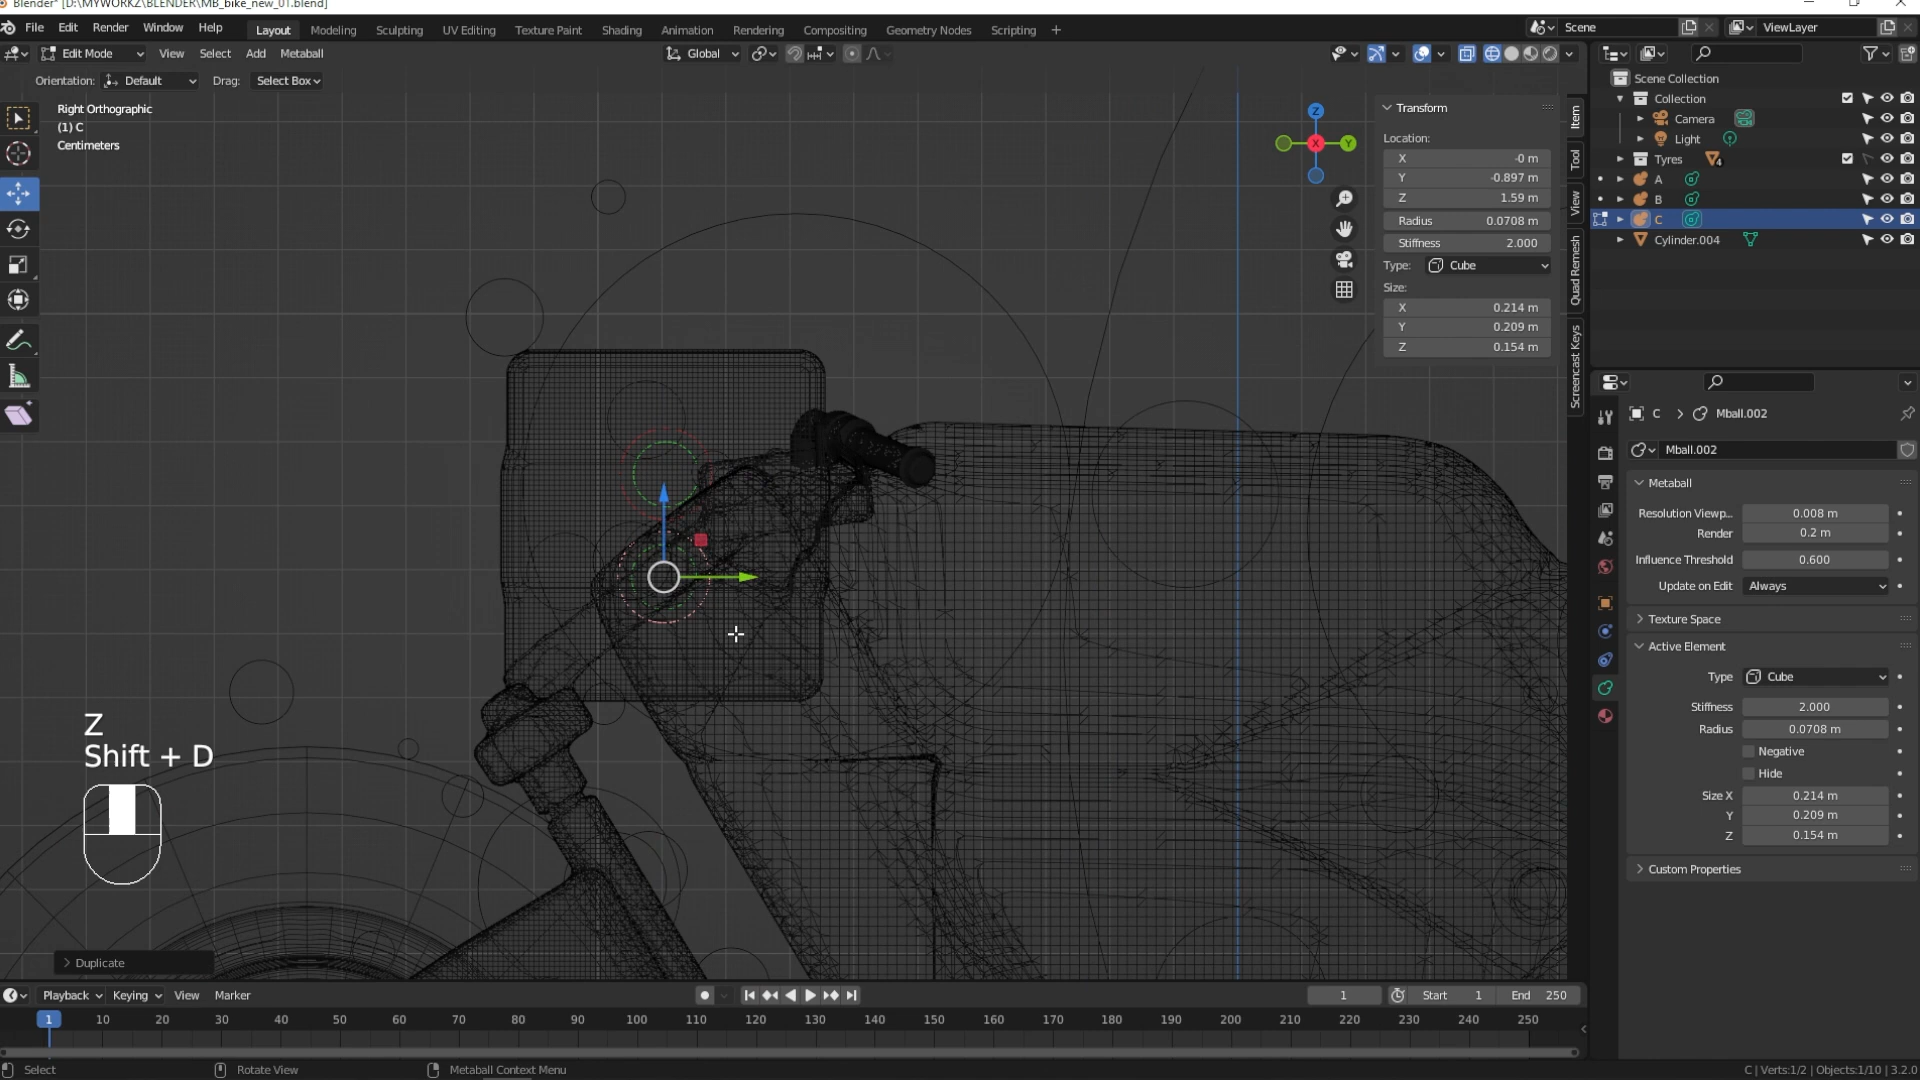 Blender* [D:\MYWORKZ\BLENDER\MB_bike_new_01.blend]
File Edit Render Window Help
Layout Modeling Sculpting UV Editing Texture Paint Shading Animation Rendering Compositing Geometry Nodes Scripting +
Scene ViewLayer
Edit Mode View Select Add Metaball Global
Orientation: Default Drag: Select Box
Right Orthographic
(1) C
Centimeters
Z
X
Y
Transform
Location:
X -0 m
Y -0.897 m
Z 1.59 m
Radius 0.0708 m
Stiffness 2.000
Type: Cube
Size:
X 0.214 m
Y 0.209 m
Z 0.154 m
Item
Tool
View
Quad Remesh
Screencast Keys
Scene Collection
Collection
Camera
Light
Tyres 4
A
B
C
Cylinder.004
C > Mball.002
Mball.002
Metaball
Resolution Viewp... 0.008 m
Render 0.2 m
Influence Threshold 0.600
Update on Edit Always
Texture Space
Active Element
Type Cube
Stiffness 2.000
Radius 0.0708 m
Negative
Hide
Size X 0.214 m
Y 0.209 m
Z 0.154 m
Custom Properties
Z
Shift + D
Duplicate
Playback Keying View Marker 1 Start 1 End 250
1 10 20 30 40 50 60 70 80 90 100 110 120 130 140 150 160 170 180 190 200 210 220 230 240 250
Select Rotate View Metaball Context Menu C | Verts:1/2 | Objects:1/10 | 3.2.0